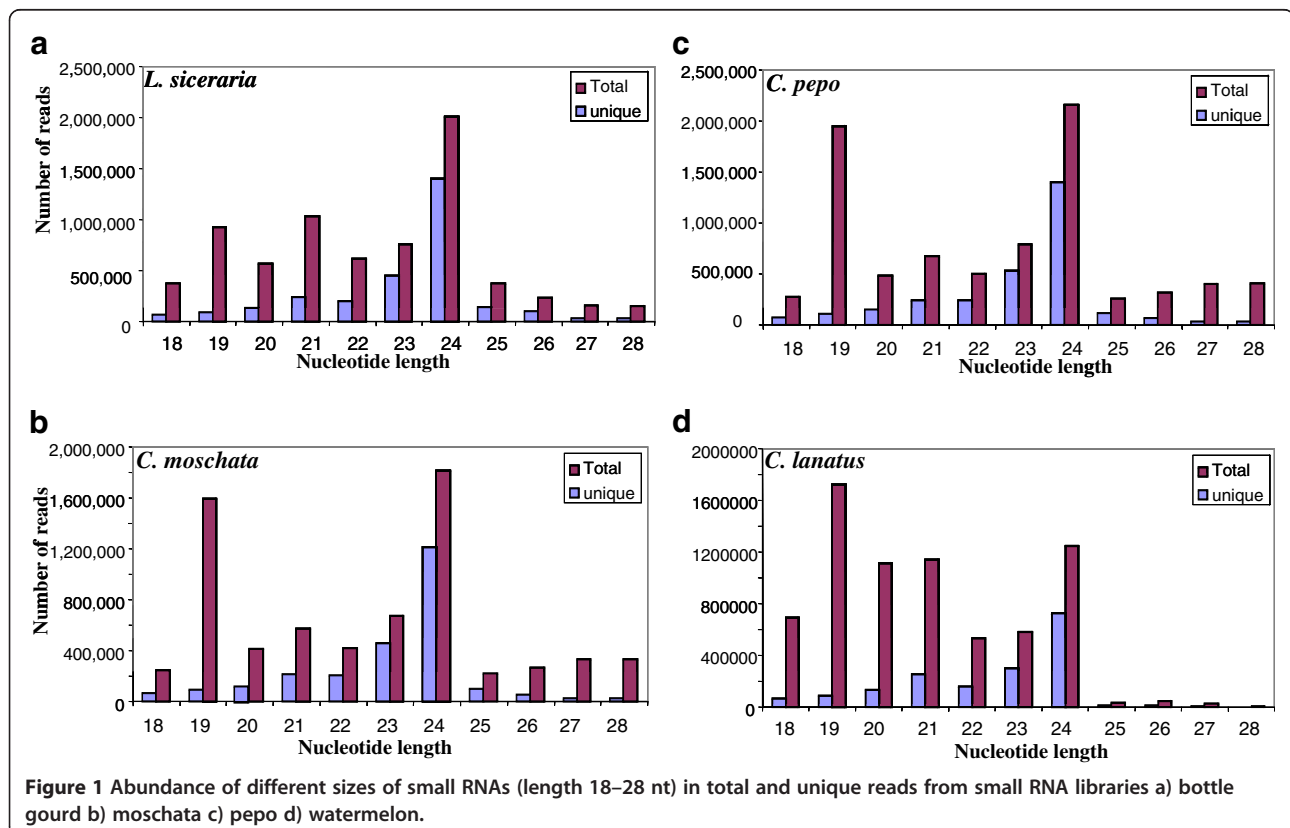 a
L. siceraria
Total
unique
Number of reads
2,500,000
2,000,000
1,500,000
1,000,000
500,000
0
18 19 20 21 22 23 24 25 26 27 28
Nucleotide length
c
C. pepo
Total
unique
2,500,000
2,000,000
1,500,000
1,000,000
500,000
0
18 19 20 21 22 23 24 25 26 27 28
Nucleotide length
b
C. moschata
Total
unique
Number of reads
2,000,000
1,600,000
1,200,000
800,000
400,000
0
18 19 20 21 22 23 24 25 26 27 28
Nucleotide length
d
C. lanatus
Total
unique
2000000
1600000
1200000
800000
400000
0
18 19 20 21 22 23 24 25 26 27 28
Nucleotide length
Figure 1 Abundance of different sizes of small RNAs (length 18–28 nt) in total and unique reads from small RNA libraries a) bottle
gourd b) moschata c) pepo d) watermelon.